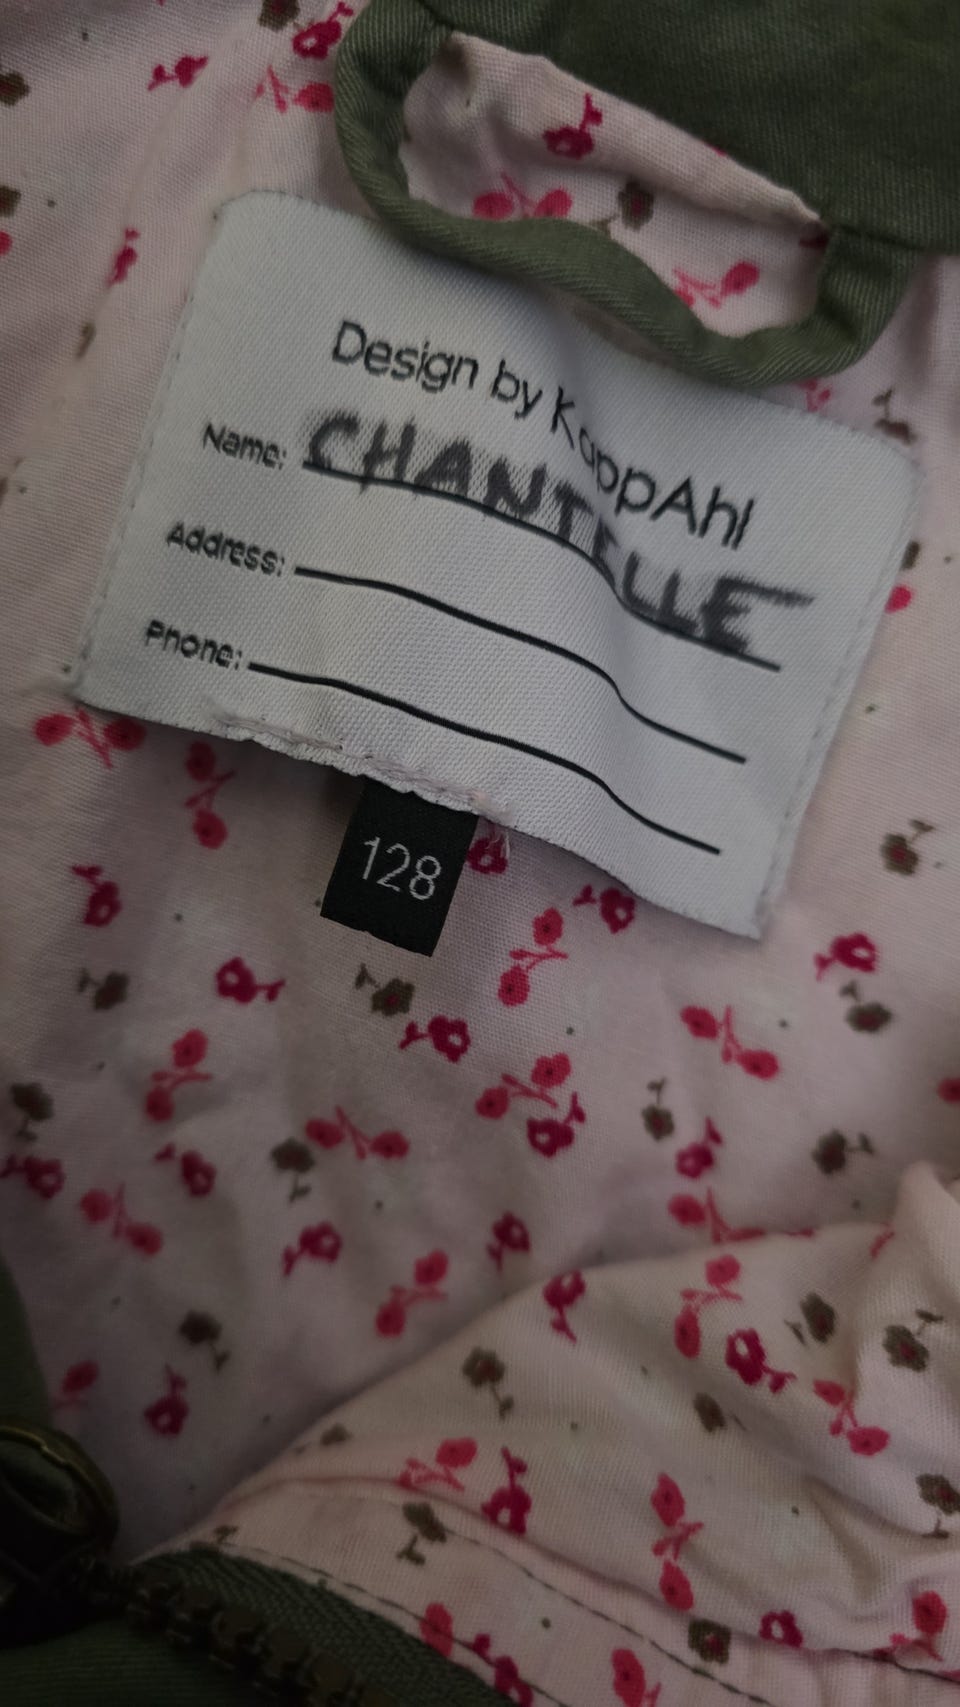 Design by KappAhl
Name: CHANTELLE
Address:
Phone:
128